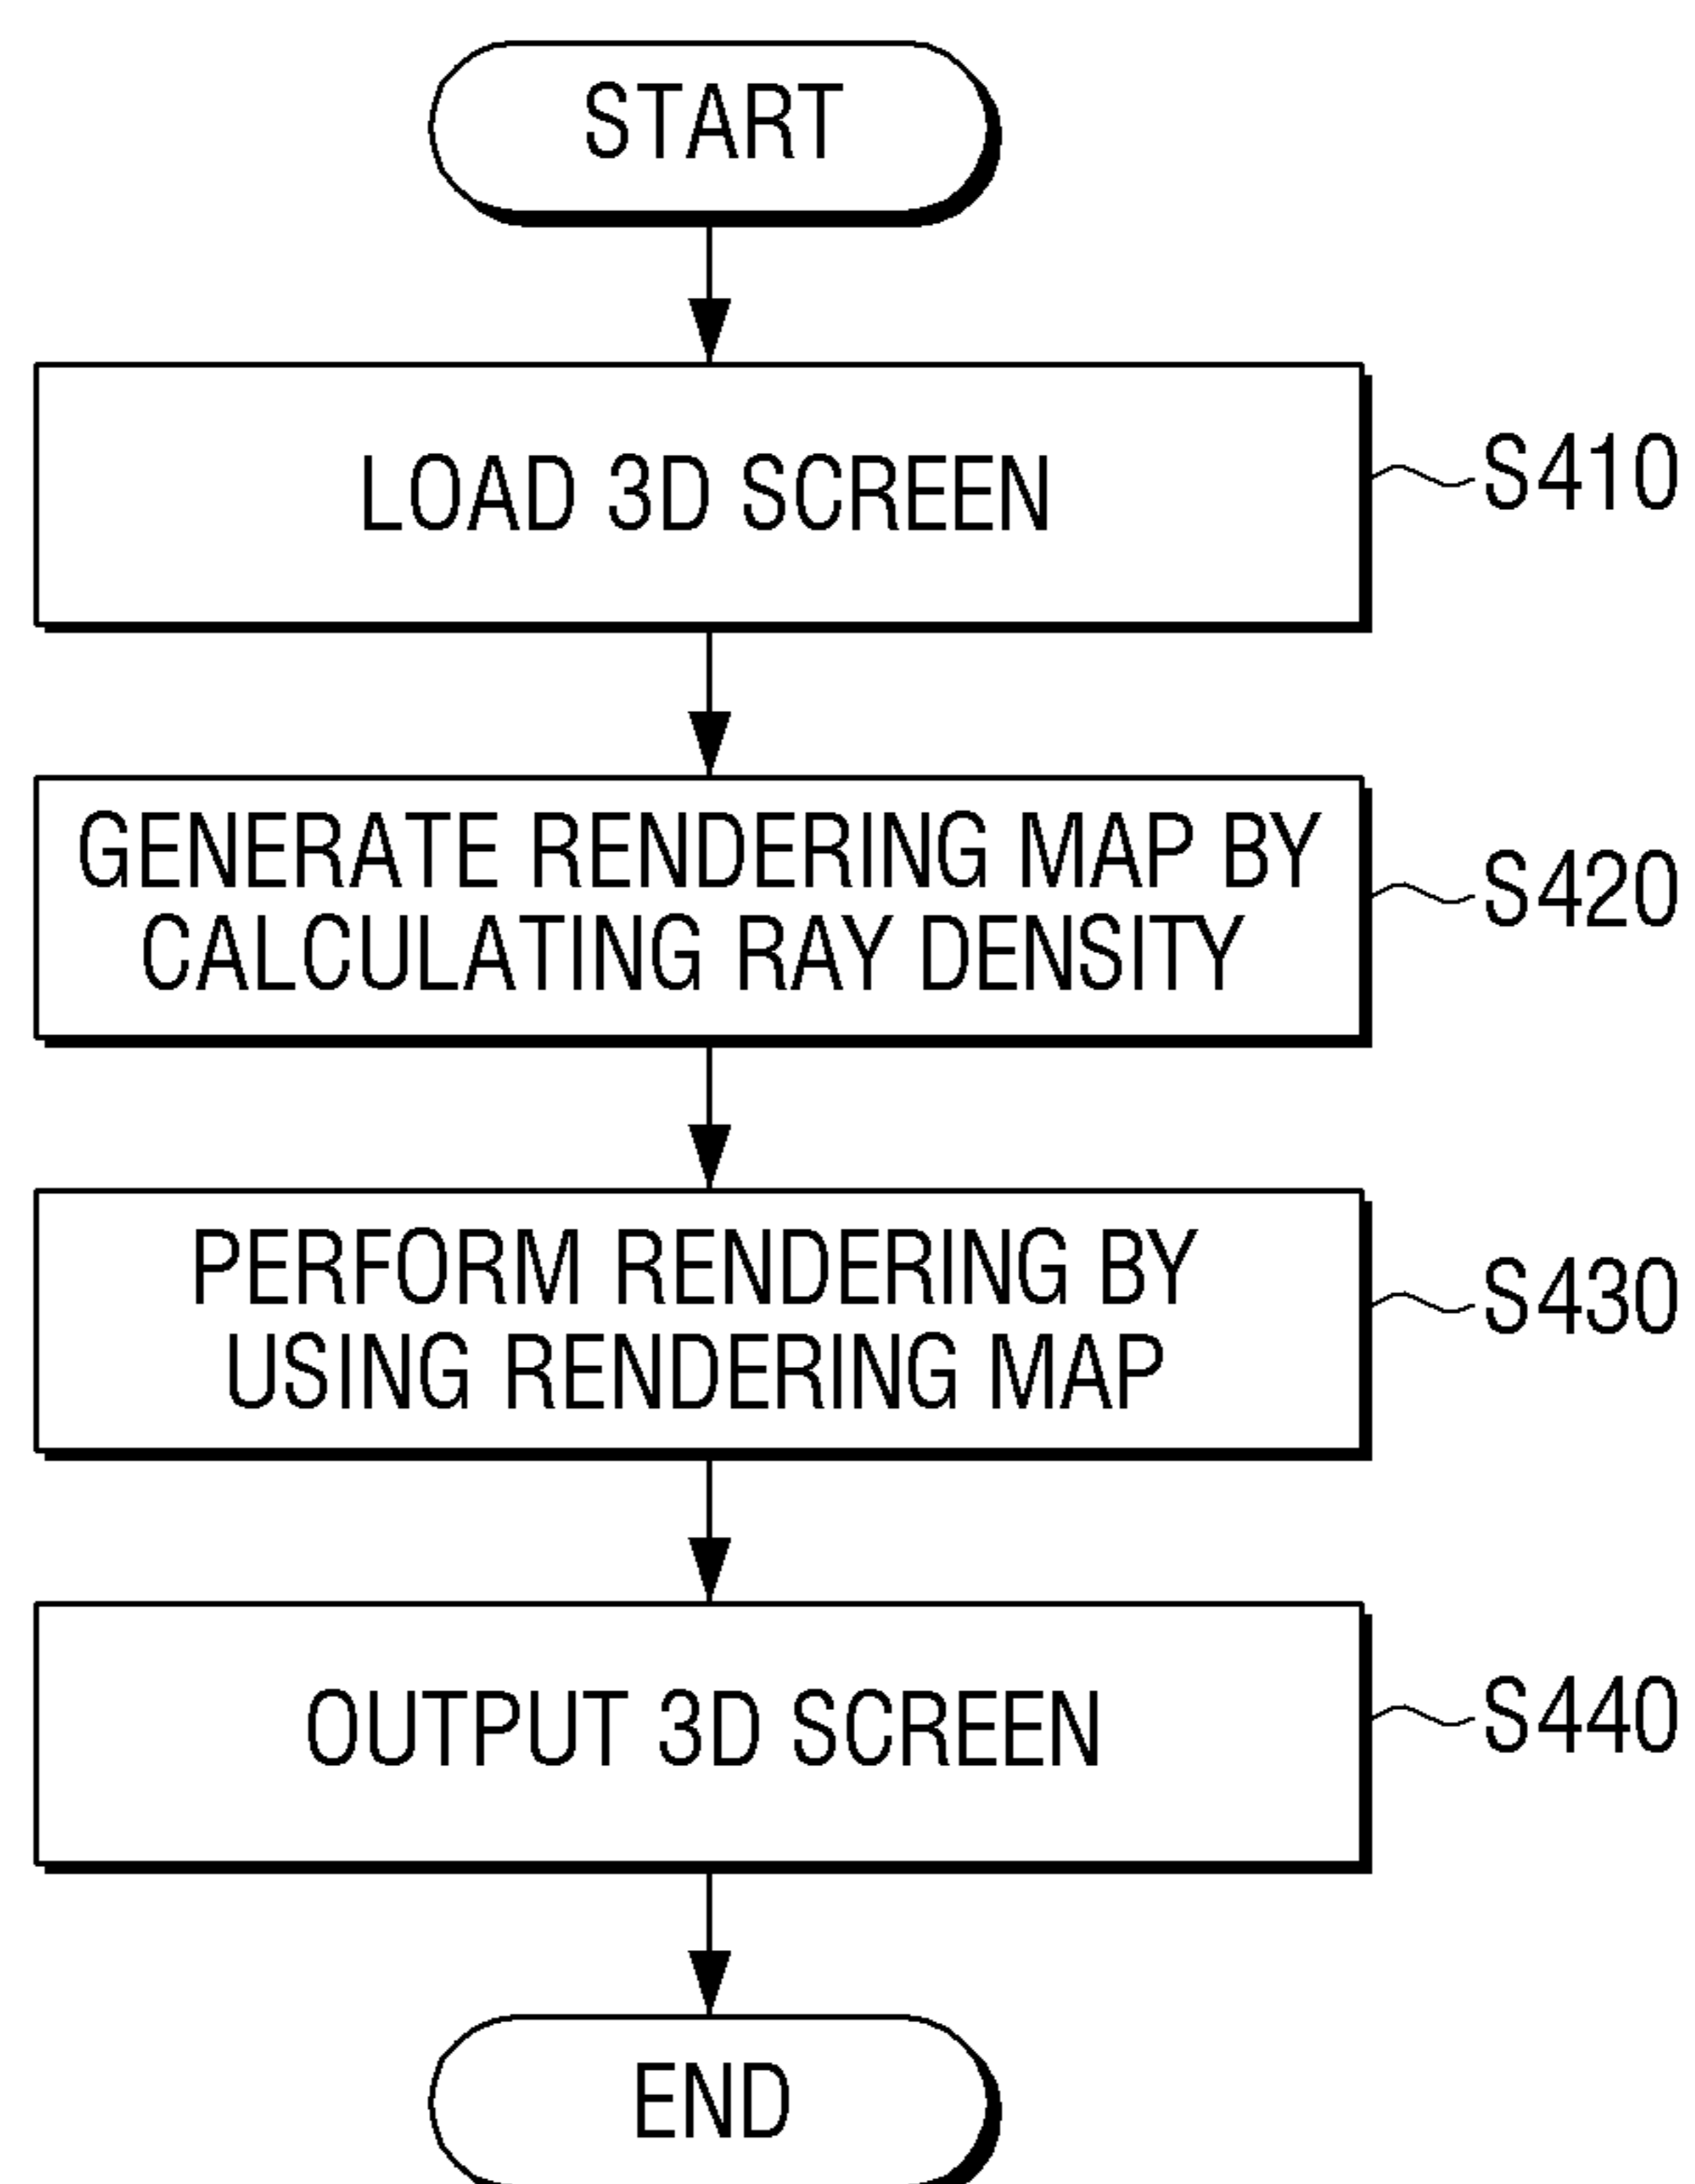 START
LOAD 3D SCREEN
S410
GENERATE RENDERING MAP BY
CALCULATING RAY DENSITY
S420
PERFORM RENDERING BY
USING RENDERING MAP
S430
OUTPUT 3D SCREEN
S440
END